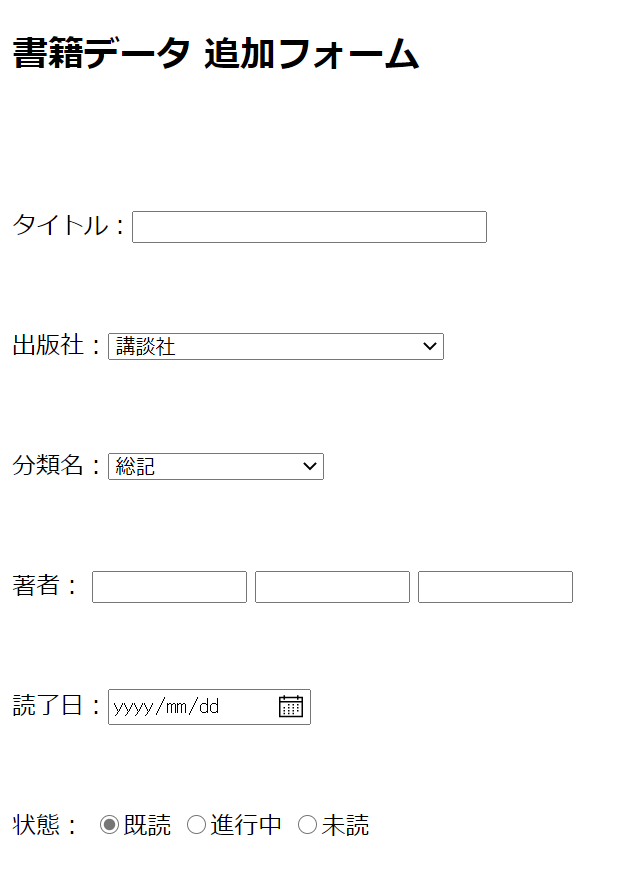 書籍データ 追加フォーム
タイトル：
出版社：講談社
分類名：総記
著者：
読了日：yyyy/mm/dd
状態： 既読 進行中 未読